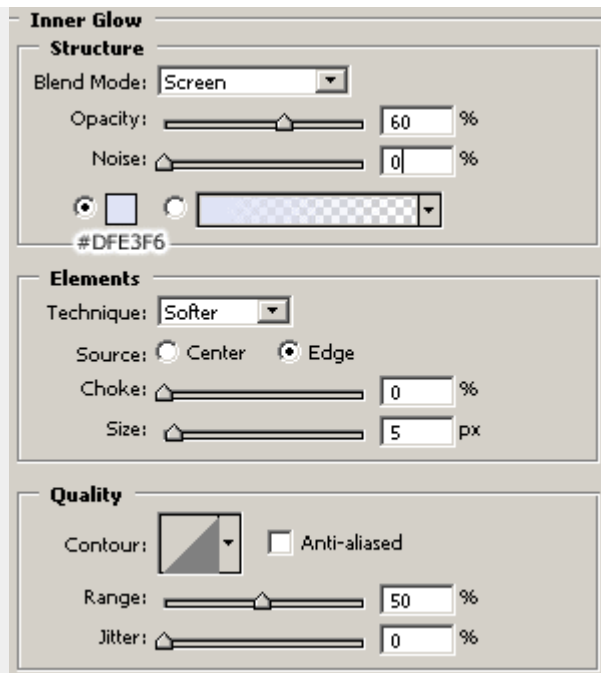 Inner Glow
Structure
Blend Mode: Screen
Opacity: 60 %
Noise: 0 %
#DFE3F6
Elements
Technique: Softer
Source: Center Edge
Choke: 0 %
Size: 5 px
Quality
Contour: Anti-aliased
Range: 50 %
Jitter: 0 %